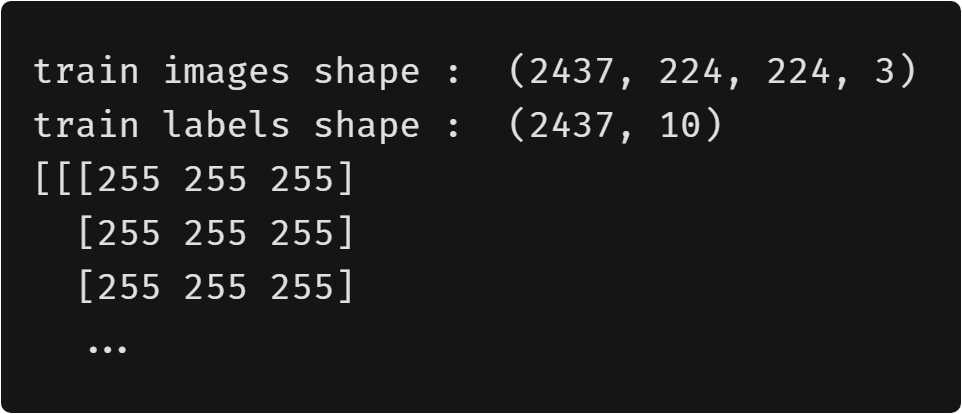 train images shape :  (2437, 224, 224, 3)
train labels shape :  (2437, 10)
[[[255 255 255]
  [255 255 255]
  [255 255 255]
  ...